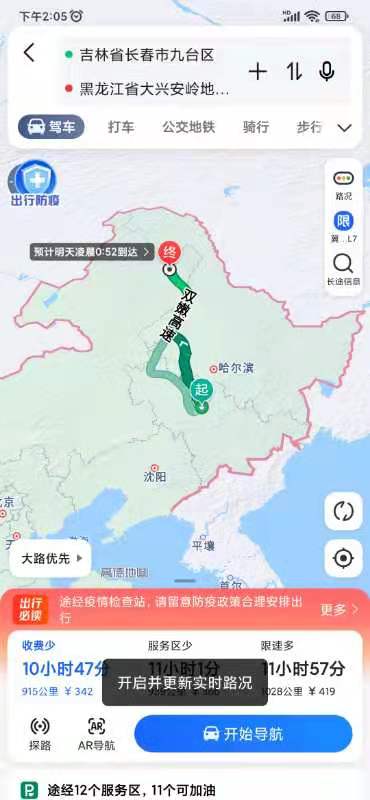 下午2:05
HD
68
吉林省长春市九台区
黑龙江省大兴安岭地...
驾车
打车
公交地铁
骑行
步行
出行防疫
路况
限
冀...L7
长途信息
预计明天凌晨0:52到达
终
双嫩高速
哈尔滨
起
沈阳
北京
天
平壤
首尔
大路优先
高德地图
出行必读
途经疫情检查站，请留意防疫政策合理安排出行
更多
收费少
服务区少
限速多
10小时47分
11小时1分
11小时57分
915公里 ¥342
1028公里 ¥419
开启并更新实时路况
探路
AR
AR导航
开始导航
P
途经12个服务区，11个可加油